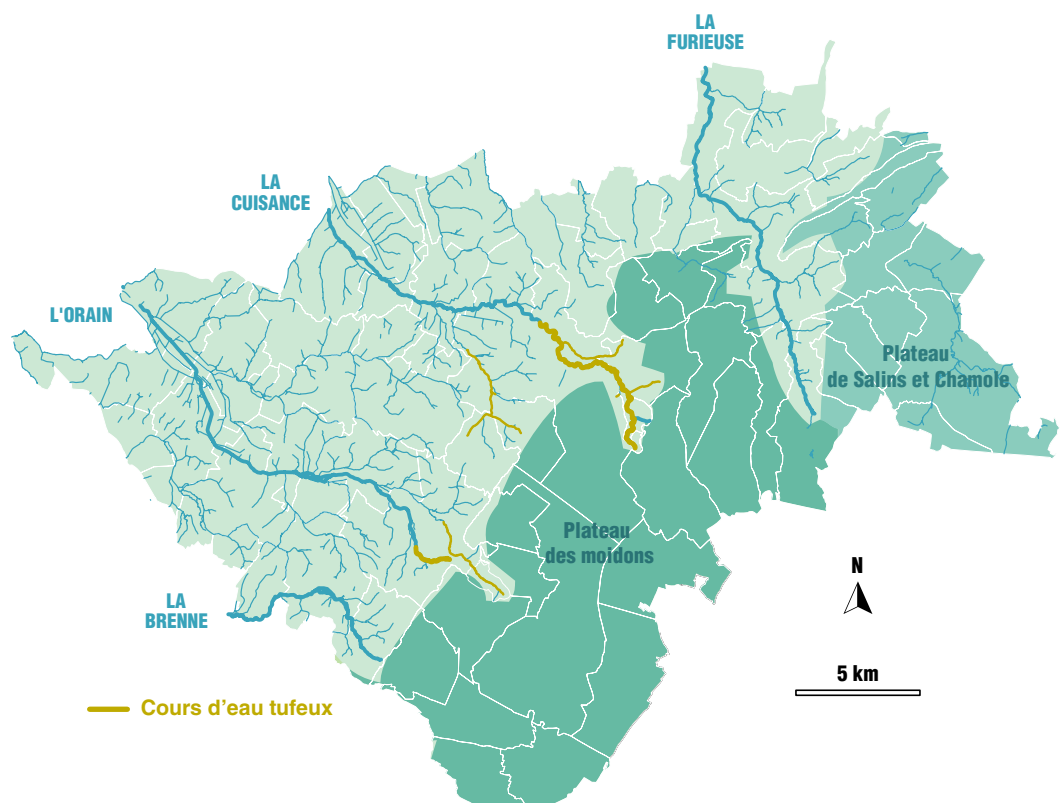 LA
FURIEUSE
LA
CUISANCE
L'ORAIN
Plateau
de Salins et Chamole
Plateau
des moidons
N
LA
BRENNE
5 km
Cours d'eau tufeux